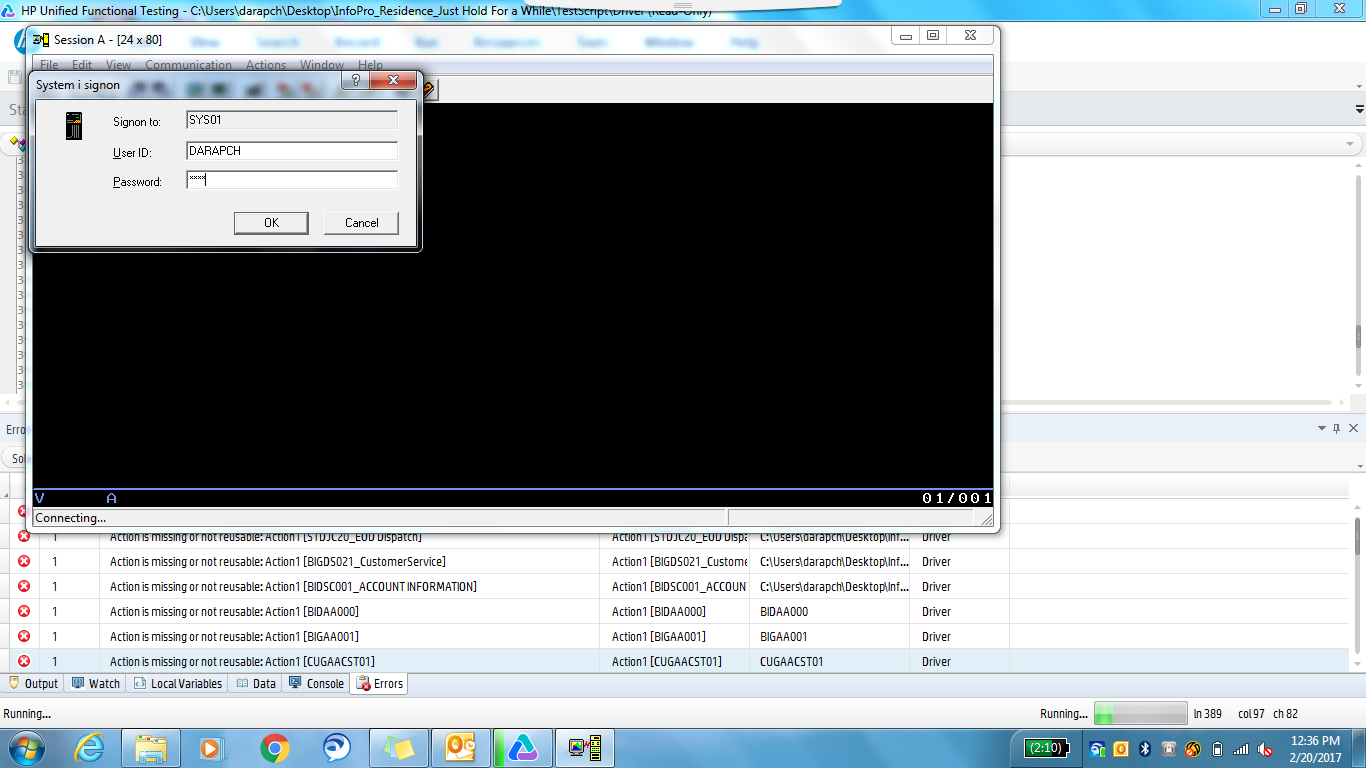 HP Unified Functional Testing - C:\Users\darapch\Desktop\InfoPro_Residence_Just Hold For a While\TestScript\Driver (Read-Only)
Session A - [24 x 80]
View Search Record Run Resources Tools Window Help
File Edit View Communication Actions Window Help
System i signon
?
Signon to: SYS01
User ID: DARAPCH
Password: ****
OK Cancel
V A 01/001
Connecting...
1 Action is missing or not reusable: Action1 [STDJC20_EOD Dispatch] Action1 [STDJC20_EOD Dispa C:\Users\darapch\Desktop\Inf... Driver
1 Action is missing or not reusable: Action1 [BIGDS021_CustomerService] Action1 [BIGDS021_Custome C:\Users\darapch\Desktop\Inf... Driver
1 Action is missing or not reusable: Action1 [BIDSC001_ACCOUNT INFORMATION] Action1 [BIDSC001_ACCOUN C:\Users\darapch\Desktop\Inf... Driver
1 Action is missing or not reusable: Action1 [BIDAA000] Action1 [BIDAA000] BIDAA000 Driver
1 Action is missing or not reusable: Action1 [BIGAA001] Action1 [BIGAA001] BIGAA001 Driver
1 Action is missing or not reusable: Action1 [CUGAACST01] Action1 [CUGAACST01] CUGAACST01 Driver
Output Watch Local Variables Data Console Errors
Running... Running... ln 389 col 97 ch 82
(2:10) 12:36 PM
2/20/2017